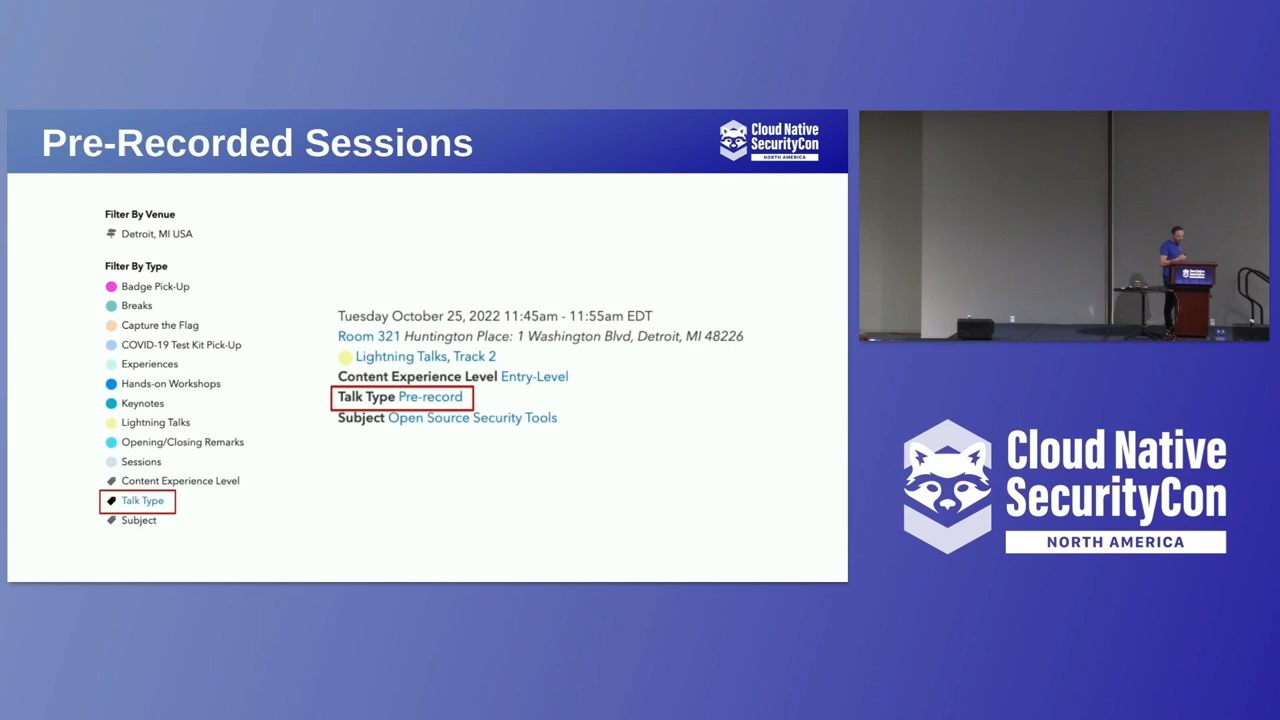 Pre-Recorded Sessions
Cloud Native
SecurityCon
NORTH AMERICA
Filter By Venue
Detroit, MI USA
Filter By Type
Badge Pick-Up
Breaks
Capture the Flag
COVID-19 Test Kit Pick-Up
Experiences
Hands-on Workshops
Keynotes
Lightning Talks
Opening/Closing Remarks
Sessions
Content Experience Level
Talk Type
Subject
Tuesday October 25, 2022 11:45am - 11:55am EDT
Room 321 Huntington Place: 1 Washington Blvd, Detroit, MI 48226
Lightning Talks, Track 2
Content Experience Level Entry-Level
Talk Type Pre-record
Subject Open Source Security Tools
Cloud Native
SecurityCon
NORTH AMERICA